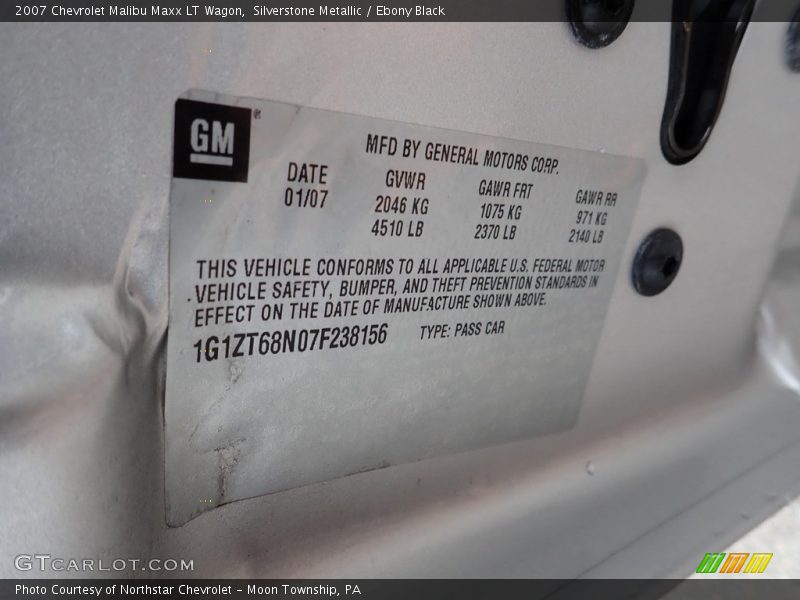 2007 Chevrolet Malibu Maxx LT Wagon,  Silverstone Metallic / Ebony Black
GM®
MFD BY GENERAL MOTORS CORP.
DATE GVWR GAWR FRT GAWR RR
01/07 2046 KG 1075 KG 971 KG
4510 LB 2370 LB 2140 LB
THIS VEHICLE CONFORMS TO ALL APPLICABLE U.S. FEDERAL MOTOR
VEHICLE SAFETY, BUMPER, AND THEFT PREVENTION STANDARDS IN
EFFECT ON THE DATE OF MANUFACTURE SHOWN ABOVE.
1G1ZT68N07F238156 TYPE: PASS CAR
GTCARLOT.COM
Photo Courtesy of Northstar Chevrolet - Moon Township, PA